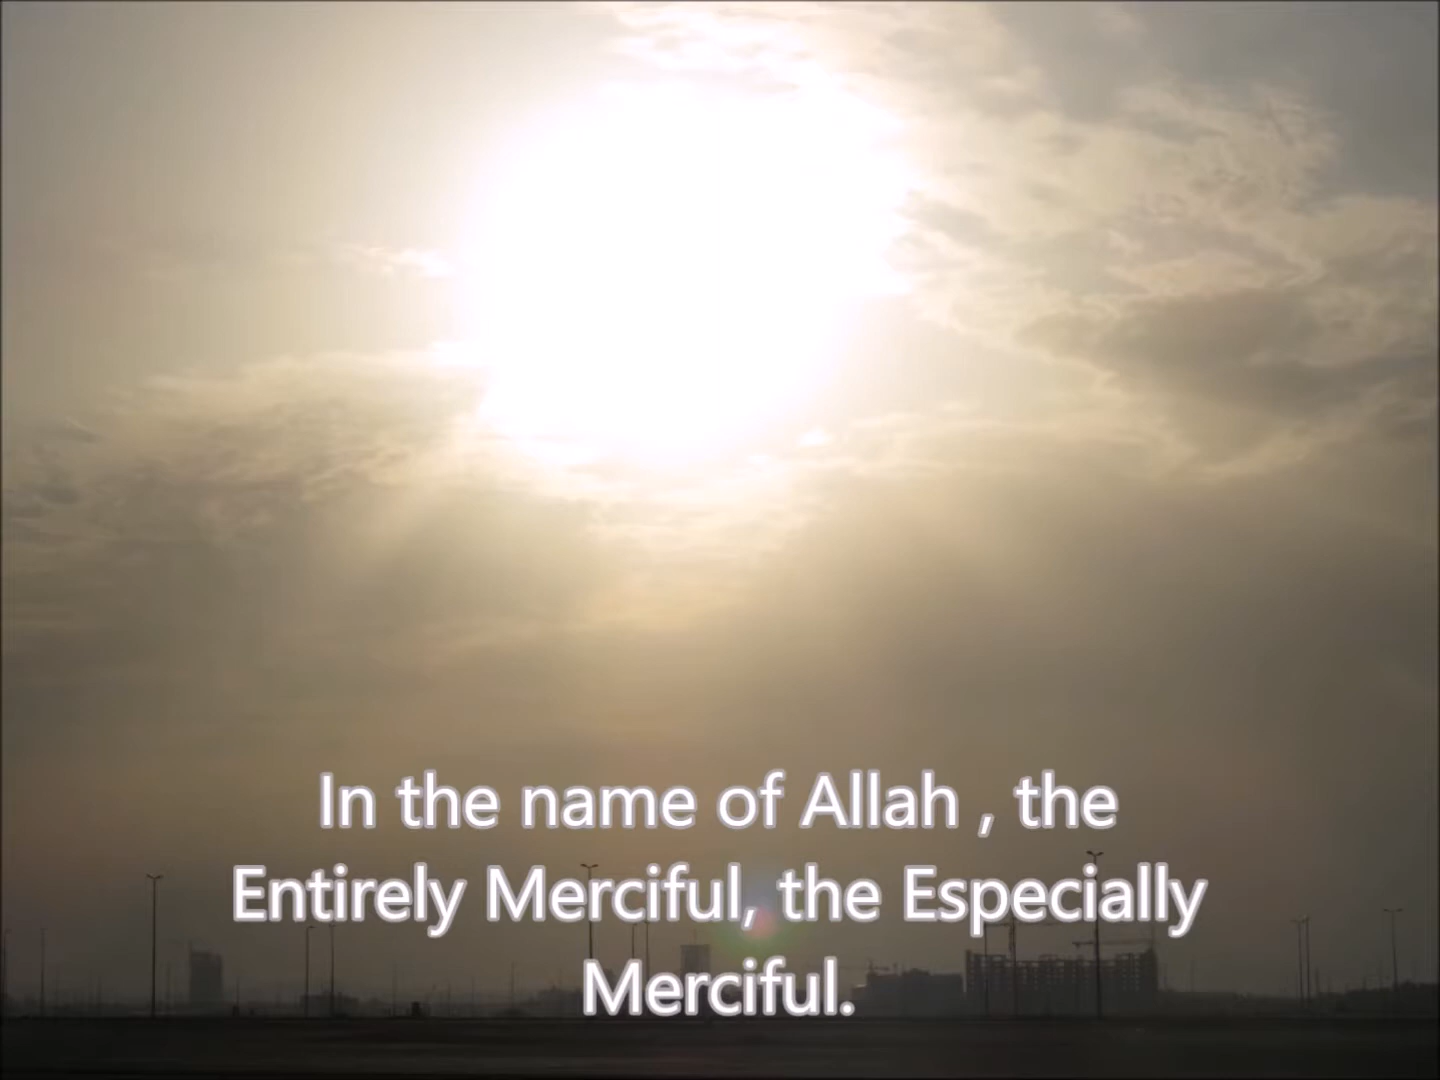 In the name of Allah , the
Entirely Merciful, the Especially
Merciful.